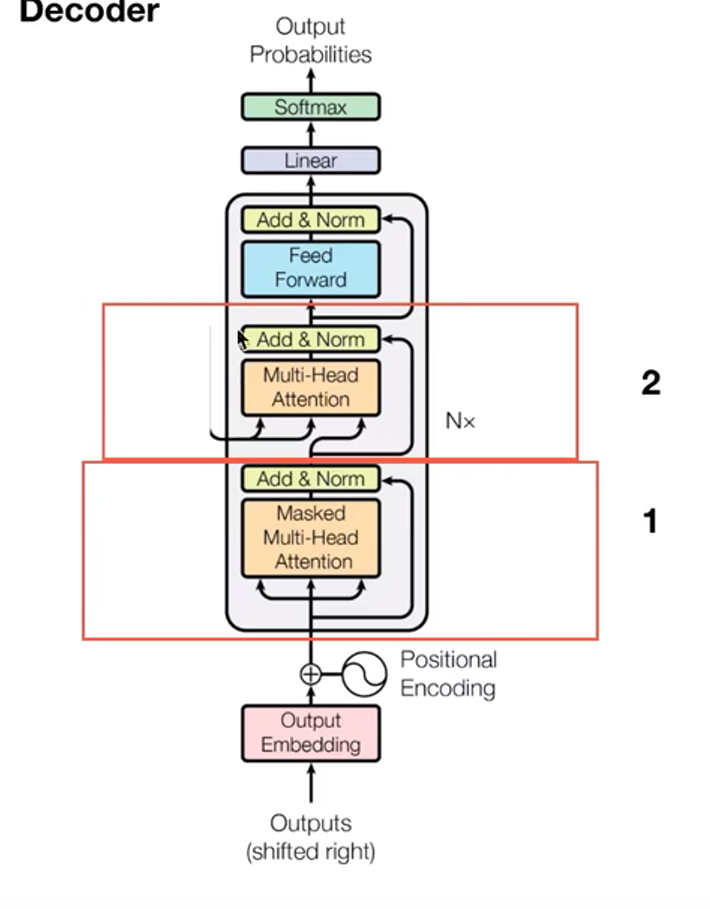 Decoder
Output
Probabilities
Softmax
Linear
Add & Norm
Feed
Forward
Add & Norm
Multi-Head
Attention
2
N×
Add & Norm
Masked
Multi-Head
Attention
1
Positional
Encoding
Output
Embedding
Outputs
(shifted right)